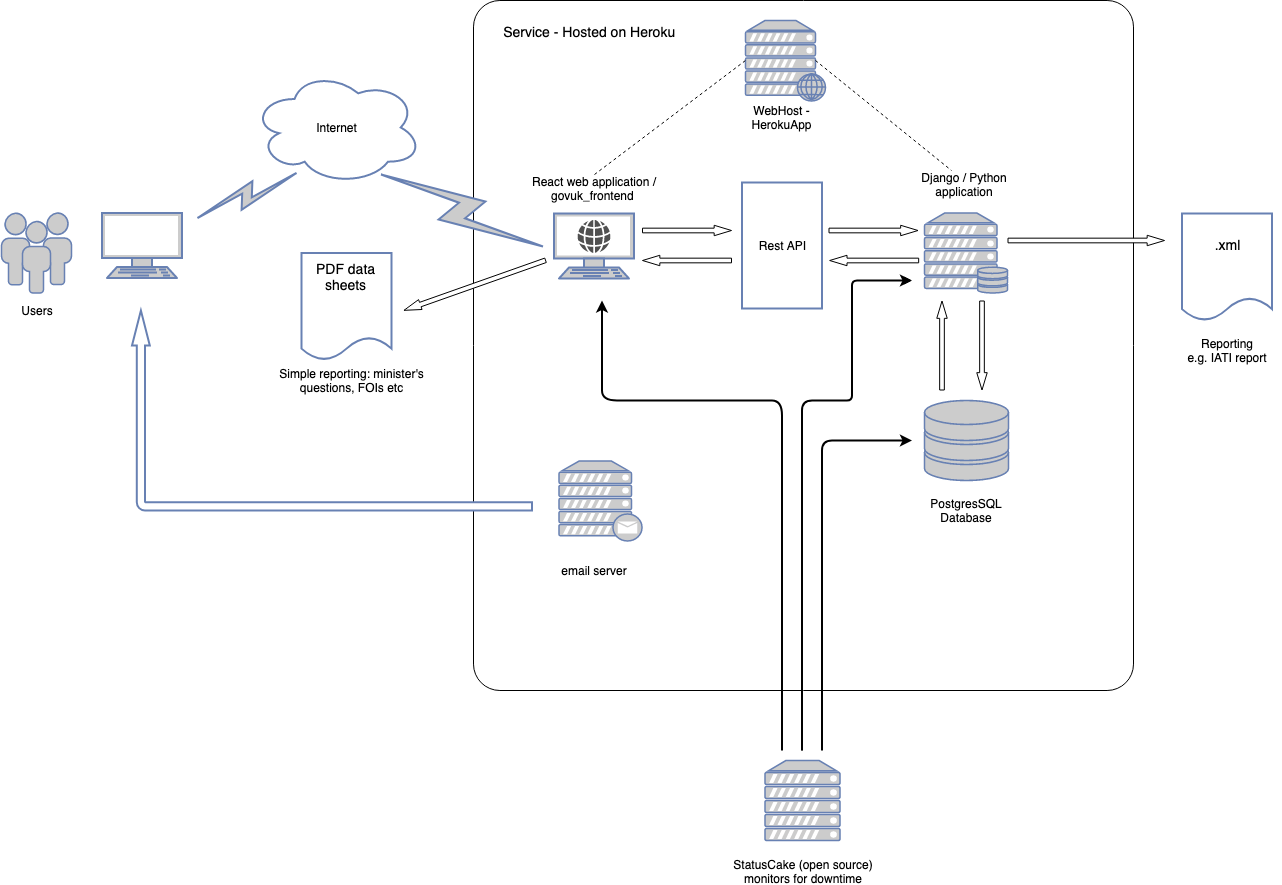 Service - Hosted on Heroku
WebHost -
HerokuApp
Internet
React web application /
govuk_frontend
Django / Python
application
Rest API
.xml
PDF data
sheets
Users
Reporting
e.g. IATI report
Simple reporting: minister's
questions, FOIs etc
PostgresSQL
Database
email server
StatusCake (open source)
monitors for downtime